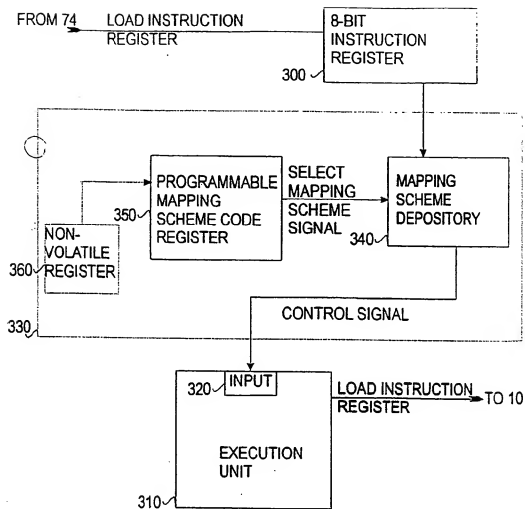 FROM 74
LOAD INSTRUCTION
REGISTER
8-BIT
INSTRUCTION
REGISTER
300
PROGRAMMABLE
MAPPING
SCHEME CODE
REGISTER
350
SELECT
MAPPING
SCHEME
SIGNAL
MAPPING
SCHEME
DEPOSITORY
340
NON-
VOLATILE
REGISTER
360
CONTROL SIGNAL
330
INPUT
320
LOAD INSTRUCTION
REGISTER
TO 10
EXECUTION
UNIT
310